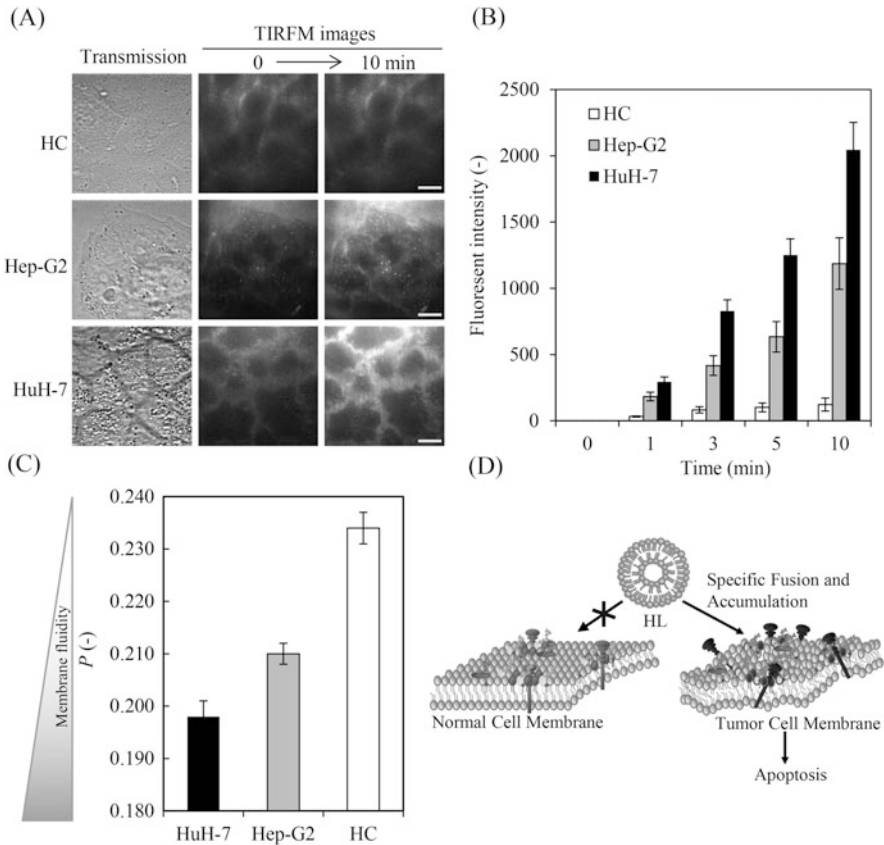 (A)
TIRFM images
Transmission
0
10 min
HC
Hep-G2
HuH-7
(B)
2500
2000
1500
1000
500
0
Fluoresent intensity (-)
HC
Hep-G2
HuH-7
0 1 3 5 10
Time (min)
(C)
Membrane fluidity
P (-)
0.240
0.230
0.220
0.210
0.200
0.190
0.180
HuH-7 Hep-G2 HC
(D)
HL
Specific Fusion and
Accumulation
Normal Cell Membrane
Tumor Cell Membrane
Apoptosis